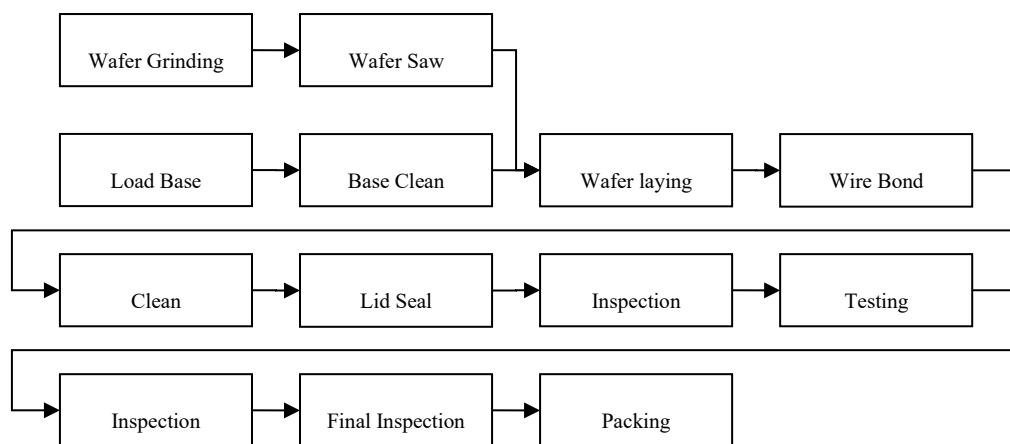 Wafer Grinding
Wafer Saw
Load Base
Base Clean
Wafer laying
Wire Bond
Clean
Lid Seal
Inspection
Testing
Inspection
Final Inspection
Packing